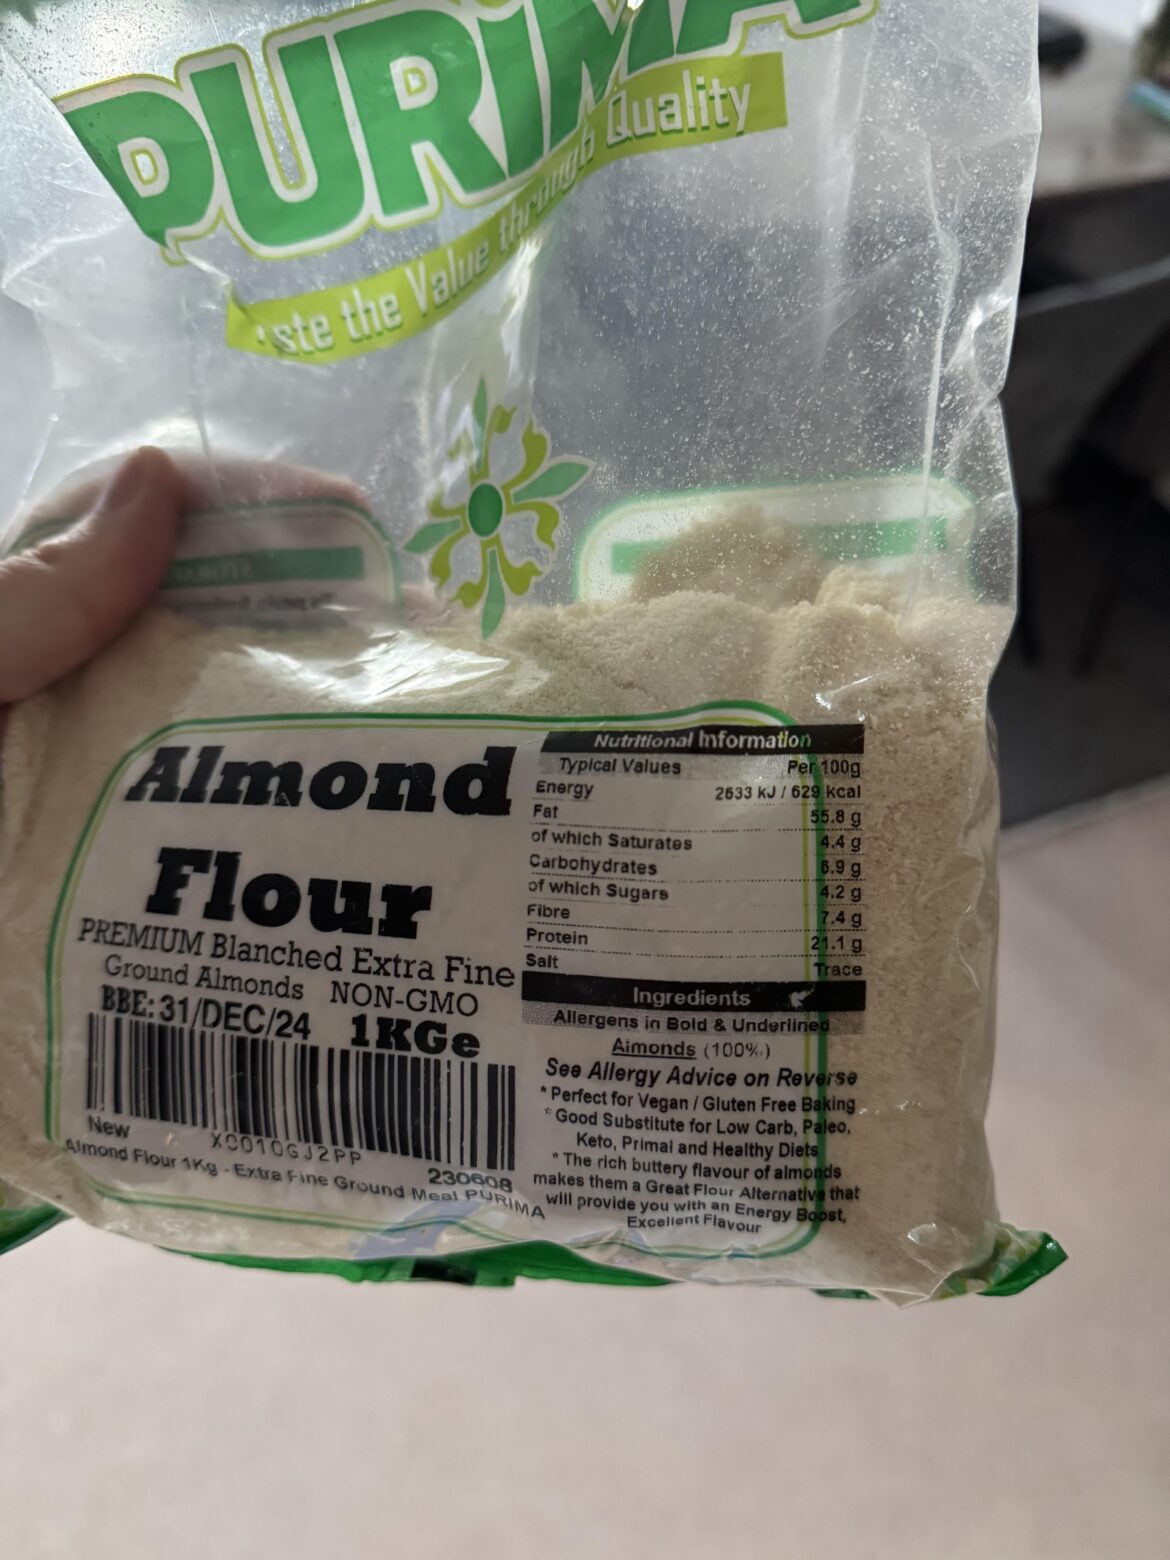 PURIMA
ste the Value through Quality
STORAGE
Almond
Flour
PREMIUM Blanched Extra Fine
Ground Almonds NON-GMO
BBE: 31/DEC/24 1KGe
X0010GJ2PP
New
230608
Almond Flour 1Kg - Extra Fine Ground Meal PURIMA
Nutritional Information
Typical Values Per 100g
Energy 2633 kJ / 629 kcal
Fat 55.8 g
of which Saturates 4.4 g
Carbohydrates 6.9 g
of which Sugars 4.2 g
Fibre 7.4 g
Protein 21.1 g
Salt Trace
Ingredients
Allergens in Bold & Underlined
Almonds (100%)
See Allergy Advice on Reverse
* Perfect for Vegan / Gluten Free Baking
* Good Substitute for Low Carb, Paleo,
Keto, Primal and Healthy Diets
* The rich buttery flavour of almonds
makes them a Great Flour Alternative that
will provide you with an Energy Boost,
Excellent Flavour